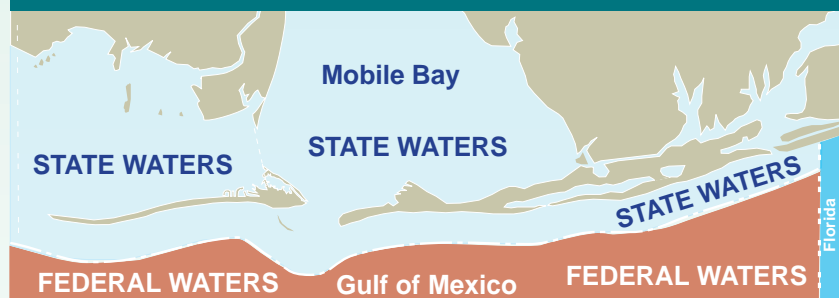 Mobile Bay
STATE WATERS
STATE WATERS
STATE WATERS
Florida
FEDERAL WATERS
Gulf of Mexico
FEDERAL WATERS